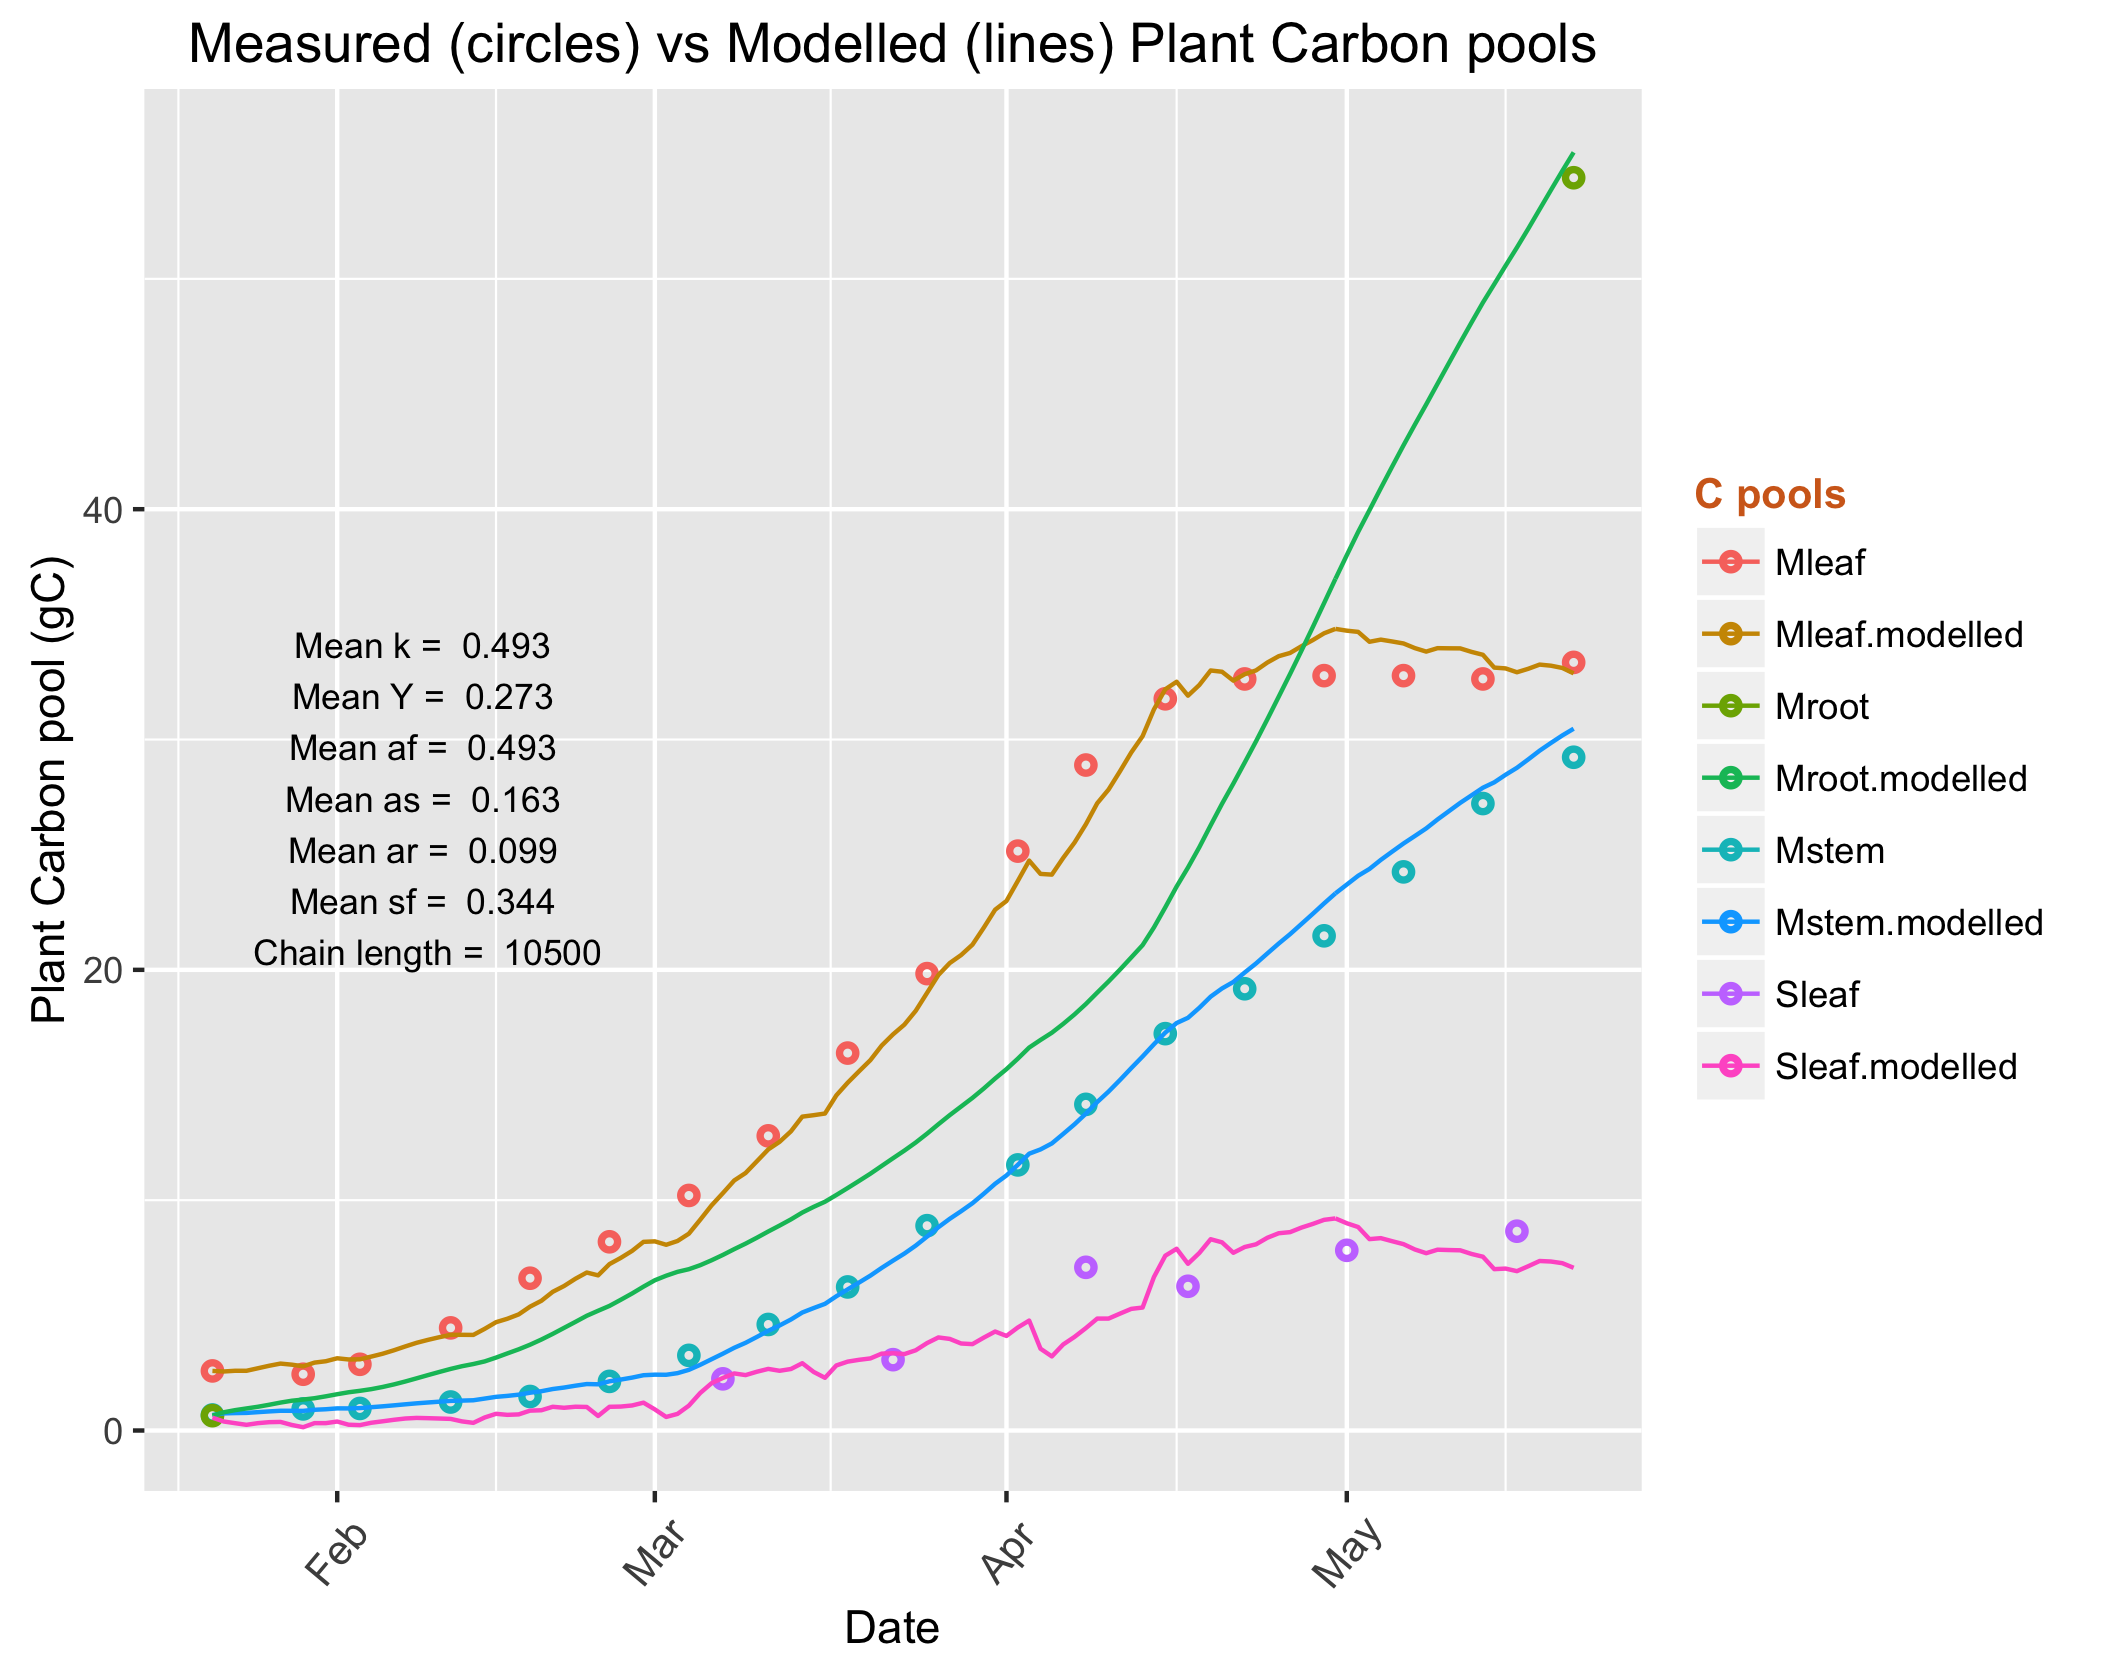 Measured (circles) vs Modelled (lines) Plant Carbon pools
Plant Carbon pool (gC)
40
20
0
Mean k = 0.493
Mean Y = 0.273
Mean af = 0.493
Mean as = 0.163
Mean ar = 0.099
Mean sf = 0.344
Chain length = 10500
Feb
Mar
Apr
May
Date
C pools
Mleaf
Mleaf.modelled
Mroot
Mroot.modelled
Mstem
Mstem.modelled
Sleaf
Sleaf.modelled